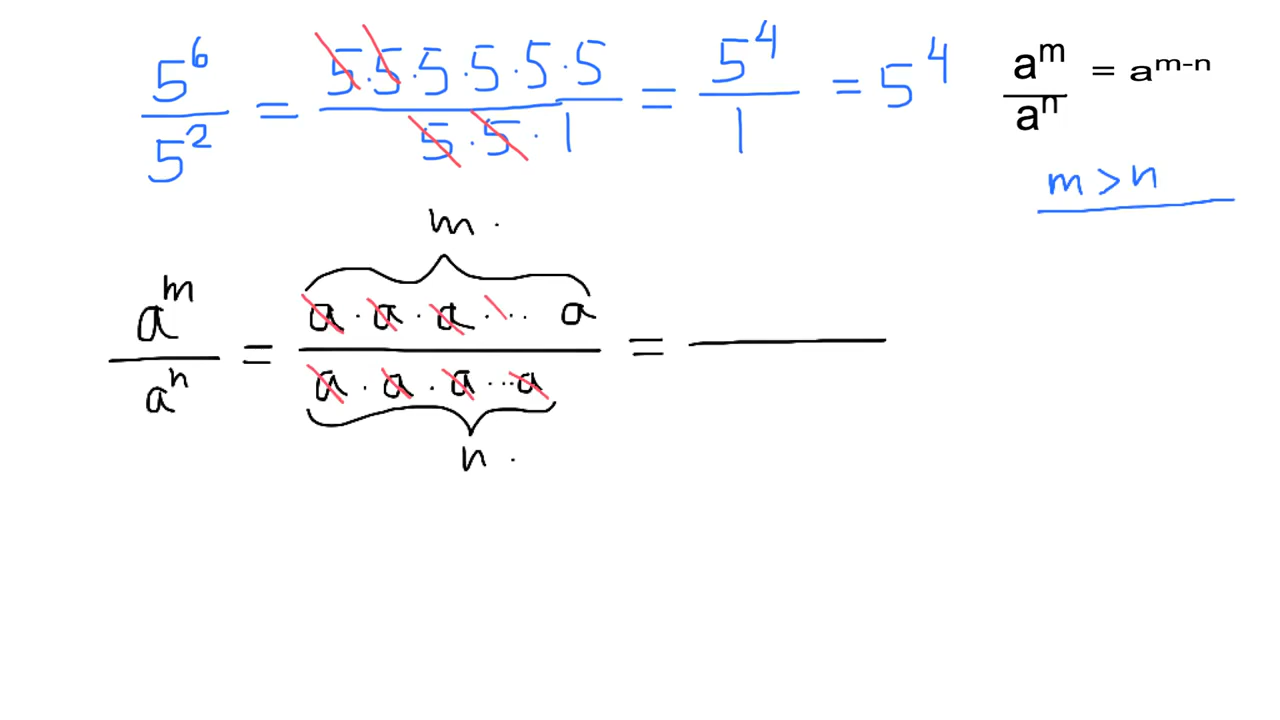 5^6/5^2 = 5·5·5·5·5·5/5·5·1 = 5^4/1 = 5^4
a^m/a^n = a^m-n
m > n
m ·
a^m/a^n = a · a · a · ·· a/a · a · a ·· a =
n ·